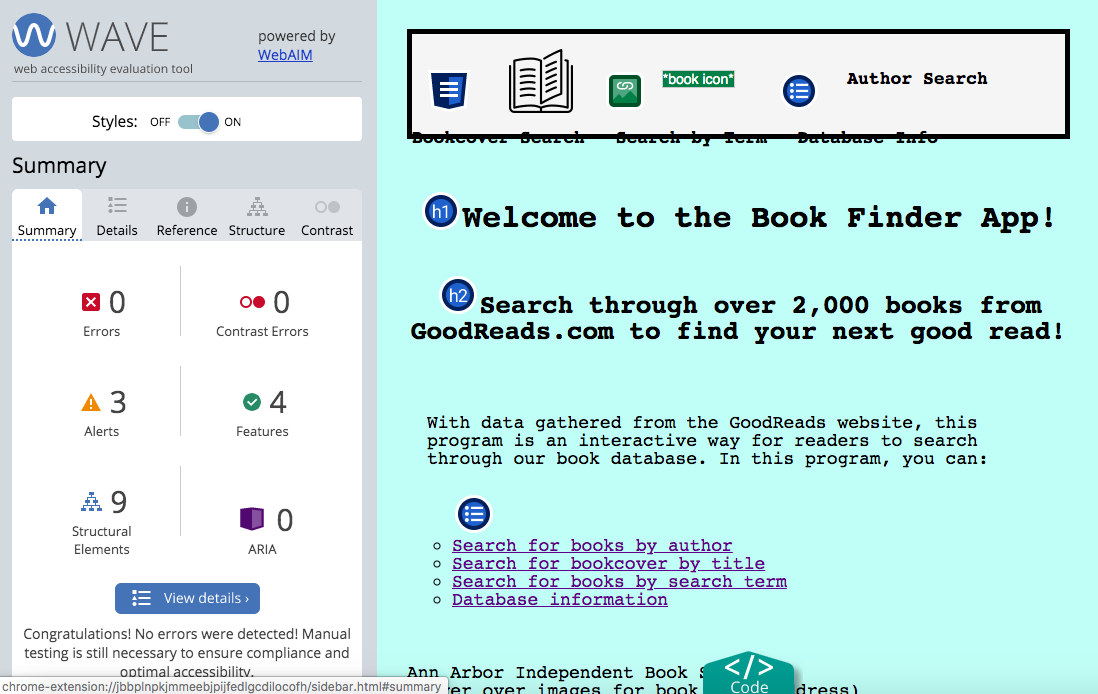 WAVE
powered by
WebAIM
web accessibility evaluation tool
Styles: OFF ON
Summary
Summary Details Reference Structure Contrast
0
Errors
0
Contrast Errors
3
Alerts
4
Features
9
Structural
Elements
0
ARIA
View details ›
Congratulations! No errors were detected! Manual
testing is still necessary to ensure compliance and
optimal accessibility.
chrome-extension://jbbplnpkjmmeebjpijfedlgcdilocofh/sidebar.html#summary
*book icon*
Author Search
Bookcover Search Search by Term Database Info
h1 Welcome to the Book Finder App!
h2 Search through over 2,000 books from
GoodReads.com to find your next good read!
With data gathered from the GoodReads website, this
program is an interactive way for readers to search
through our book database. In this program, you can:
Search for books by author
Search for bookcover by title
Search for books by search term
Database information
Ann Arbor Independent Book
over images for book
</> Code